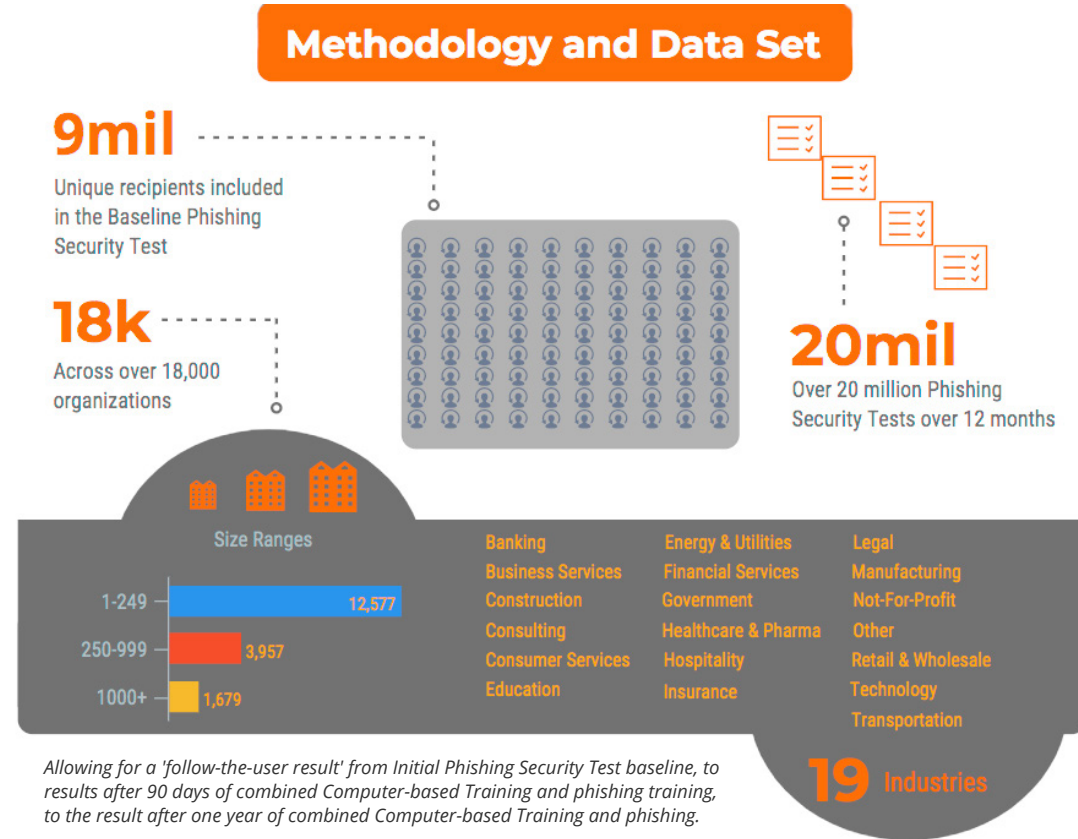 Methodology and Data Set
9mil
Unique recipients included
in the Baseline Phishing
Security Test
18k
Across over 18,000
organizations
20mil
Over 20 million Phishing
Security Tests over 12 months
Size Ranges
1-249
12,577
250-999
3,957
1000+
1,679
Banking
Business Services
Construction
Consulting
Consumer Services
Education
Energy & Utilities
Financial Services
Government
Healthcare & Pharma
Hospitality
Insurance
Legal
Manufacturing
Not-For-Profit
Other
Retail & Wholesale
Technology
Transportation
19 Industries
Allowing for a 'follow-the-user result' from Initial Phishing Security Test baseline, to
results after 90 days of combined Computer-based Training and phishing training,
to the result after one year of combined Computer-based Training and phishing.